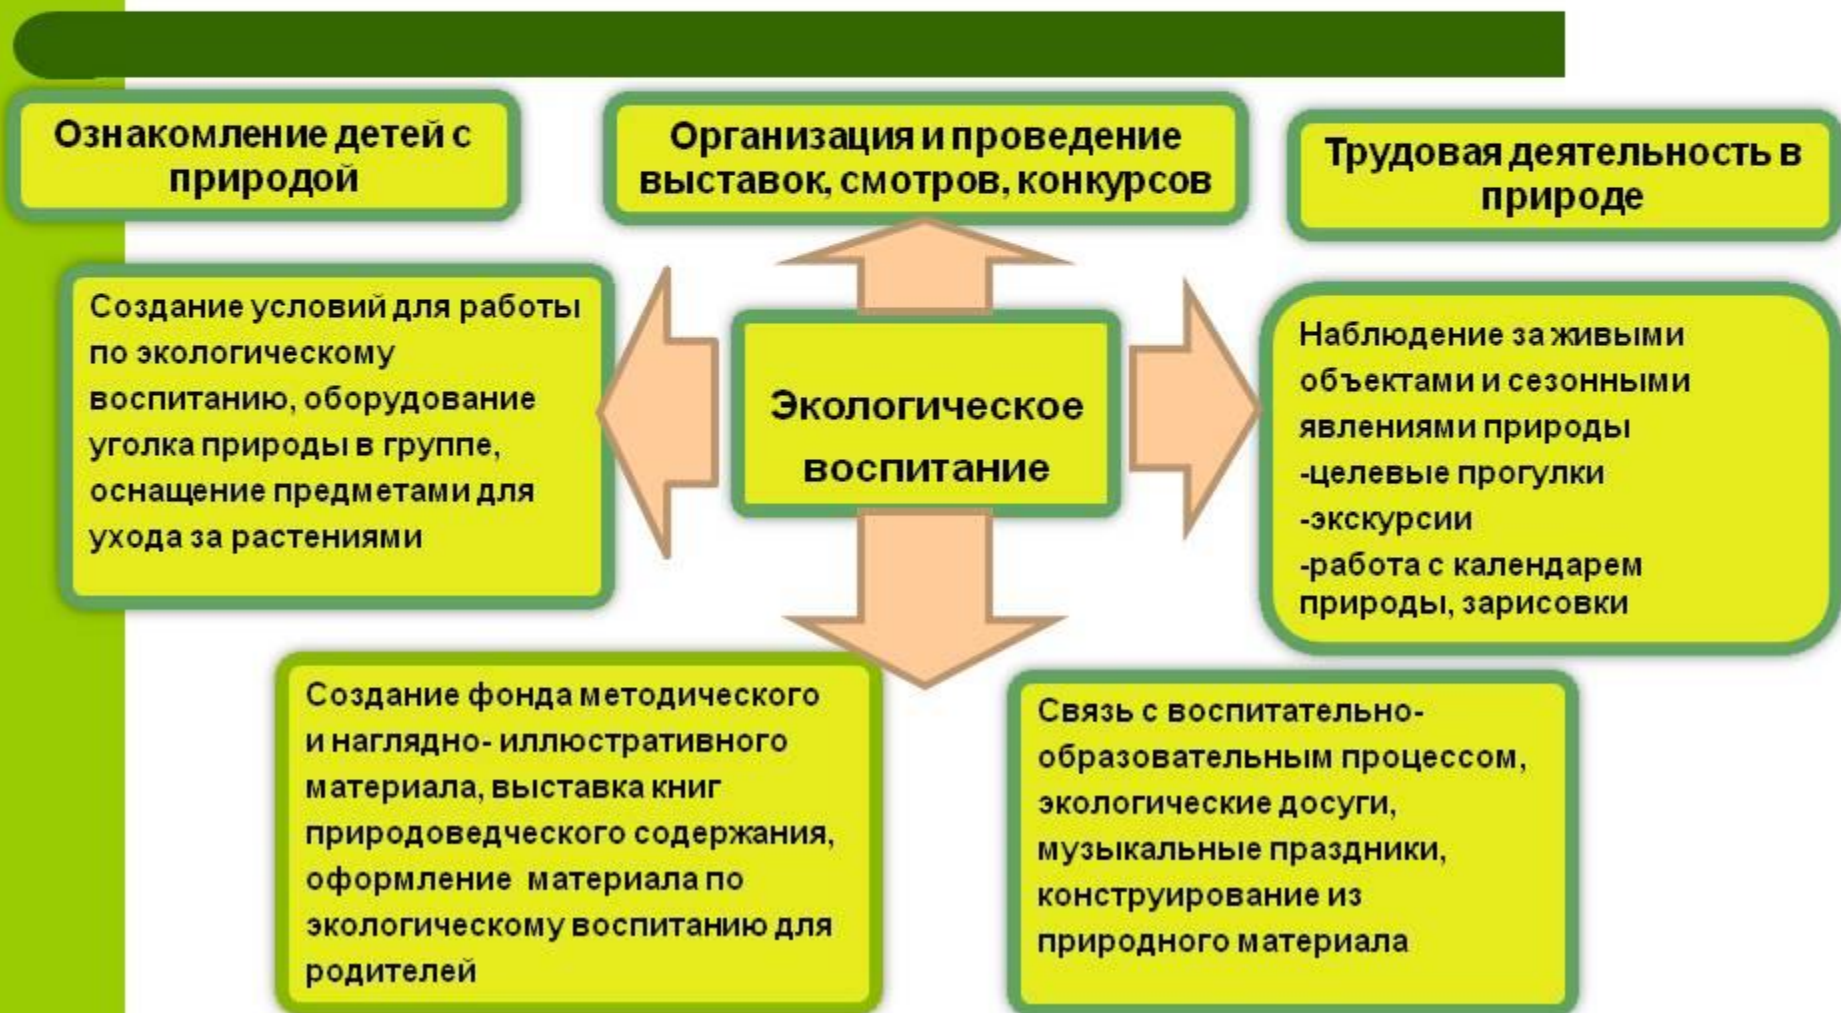 Ознакомление детей с
природой
Организация и проведение
выставок, смотров, конкурсов
Трудовая деятельность в
природе
Создание условий для работы
по экологическому
воспитанию, оборудование
уголка природы в группе,
оснащение предметами для
ухода за растениями
Экологическое
воспитание
Наблюдение за живыми
объектами и сезонными
явлениями природы
-целевые прогулки
-экскурсии
-работа с календарем
природы, зарисовки
Создание фонда методического
и наглядно- иллюстративного
материала, выставка книг
природоведческого содержания,
оформление материала по
экологическому воспитанию для
родителей
Связь с воспитательно-
образовательным процессом,
экологические досуги,
музыкальные праздники,
конструирование из
природного материала